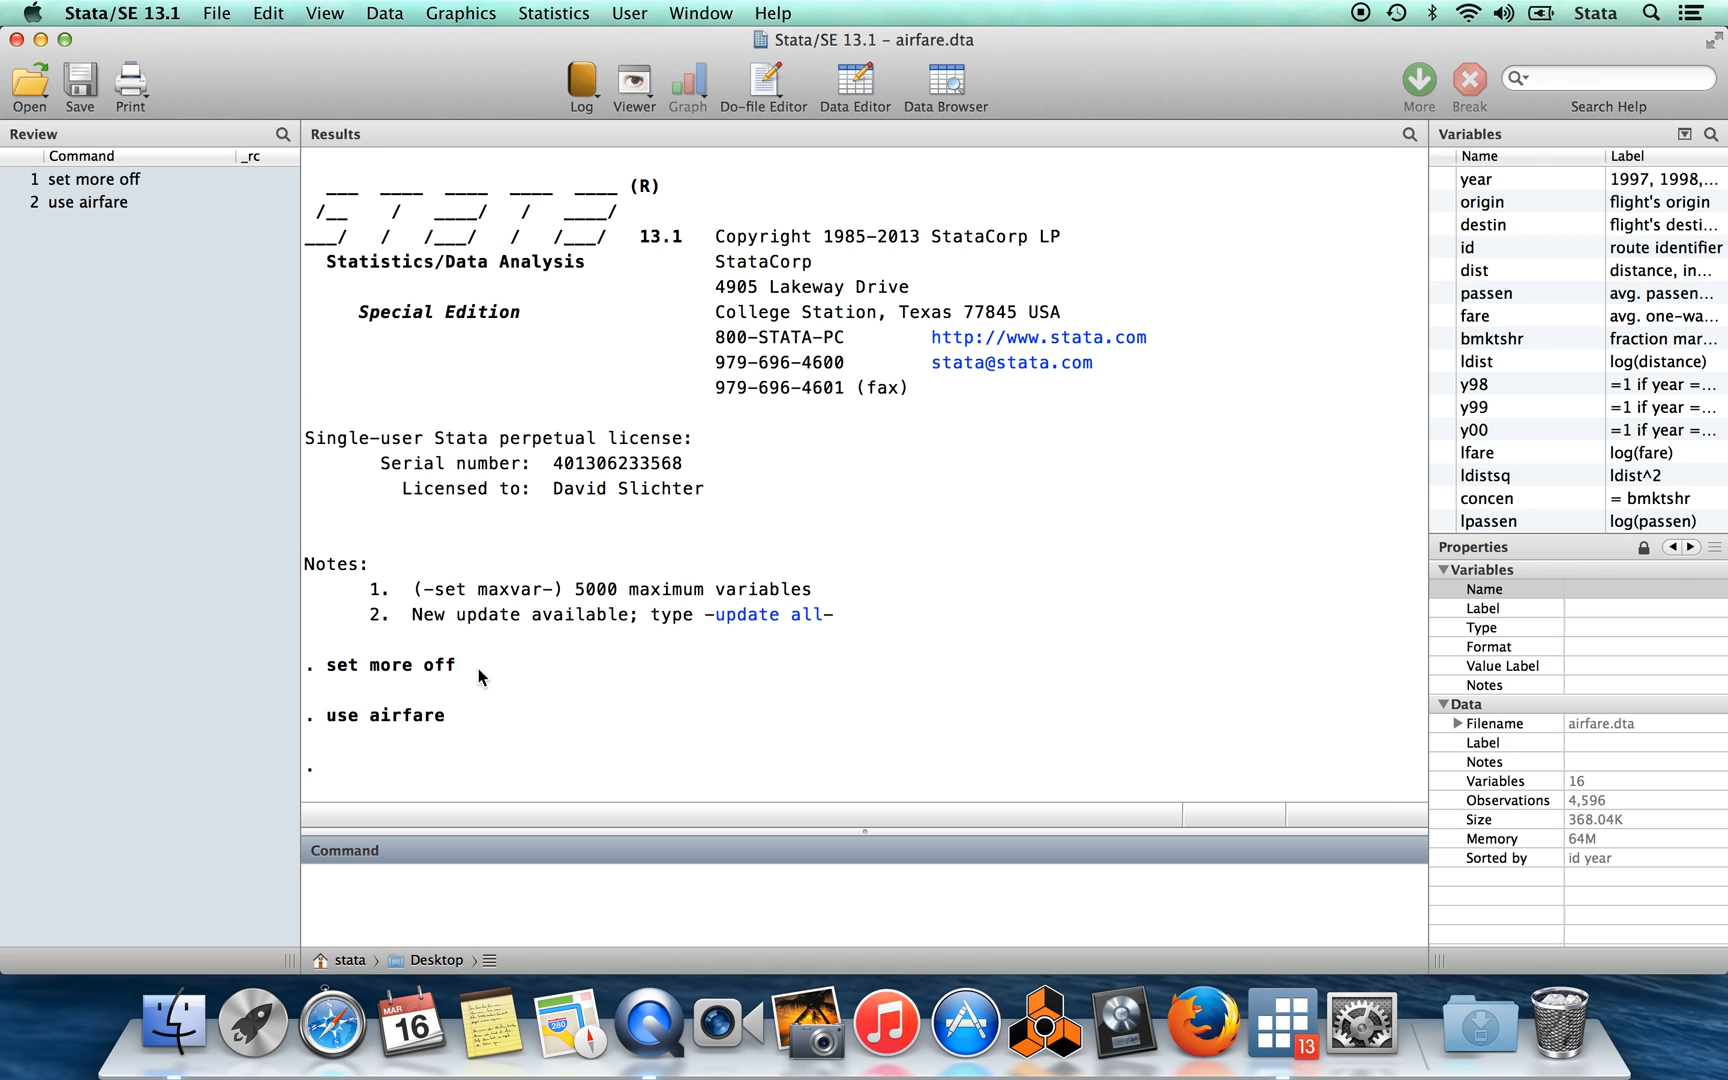 Stata/SE 13.1 File Edit View Data Graphics Statistics User Window Help Stata
Stata/SE 13.1 – airfare.dta
Open Save Print Log Viewer Graph Do-file Editor Data Editor Data Browser More Break Search Help
Review
Command _rc
1 set more off
2 use airfare
Results
(R)
13.1 Copyright 1985-2013 StataCorp LP
Statistics/Data Analysis StataCorp
4905 Lakeway Drive
Special Edition College Station, Texas 77845 USA
800-STATA-PC http://www.stata.com
979-696-4600 stata@stata.com
979-696-4601 (fax)
Single-user Stata perpetual license:
Serial number: 401306233568
Licensed to: David Slichter
Notes:
1. (-set maxvar-) 5000 maximum variables
2. New update available; type -update all-
. set more off
. use airfare
.
Command
stata Desktop
Variables
Name Label
year 1997, 1998,...
origin flight's origin
destin flight's desti...
id route identifier
dist distance, in...
passen avg. passen...
fare avg. one-wa...
bmktshr fraction mar...
ldist log(distance)
y98 =1 if year =...
y99 =1 if year =...
y00 =1 if year =...
lfare log(fare)
ldistsq ldist^2
concen = bmktshr
lpassen log(passen)
Properties
Variables
Name
Label
Type
Format
Value Label
Notes
Data
Filename airfare.dta
Label
Notes
Variables 16
Observations 4,596
Size 368.04K
Memory 64M
Sorted by id year
MAR
16
280
13